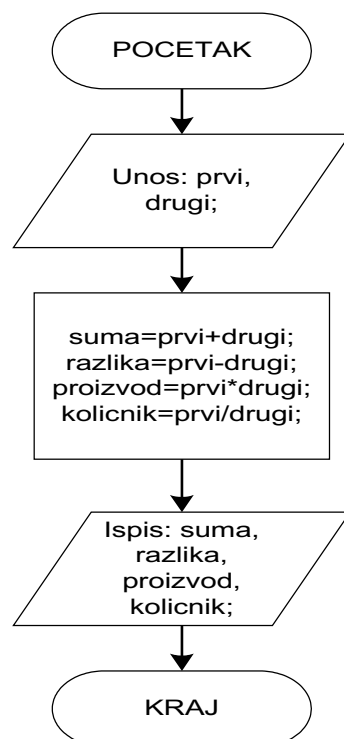 POCETAK
Unos: prvi,
drugi;
suma=prvi+drugi;
razlika=prvi-drugi;
proizvod=prvi*drugi;
kolicnik=prvi/drugi;
Ispis: suma,
razlika,
proizvod,
kolicnik;
KRAJ